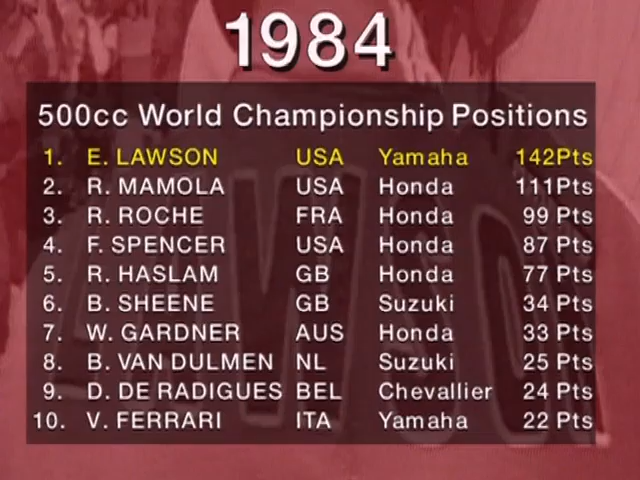 1984
500cc World Championship Positions
1. E. LAWSON USA Yamaha 142Pts
2. R. MAMOLA USA Honda 111Pts
3. R. ROCHE FRA Honda 99 Pts
4. F. SPENCER USA Honda 87 Pts
5. R. HASLAM GB Honda 77 Pts
6. B. SHEENE GB Suzuki 34 Pts
7. W. GARDNER AUS Honda 33 Pts
8. B. VAN DULMEN NL Suzuki 25 Pts
9. D. DE RADIGUES BEL Chevallier 24 Pts
10. V. FERRARI ITA Yamaha 22 Pts